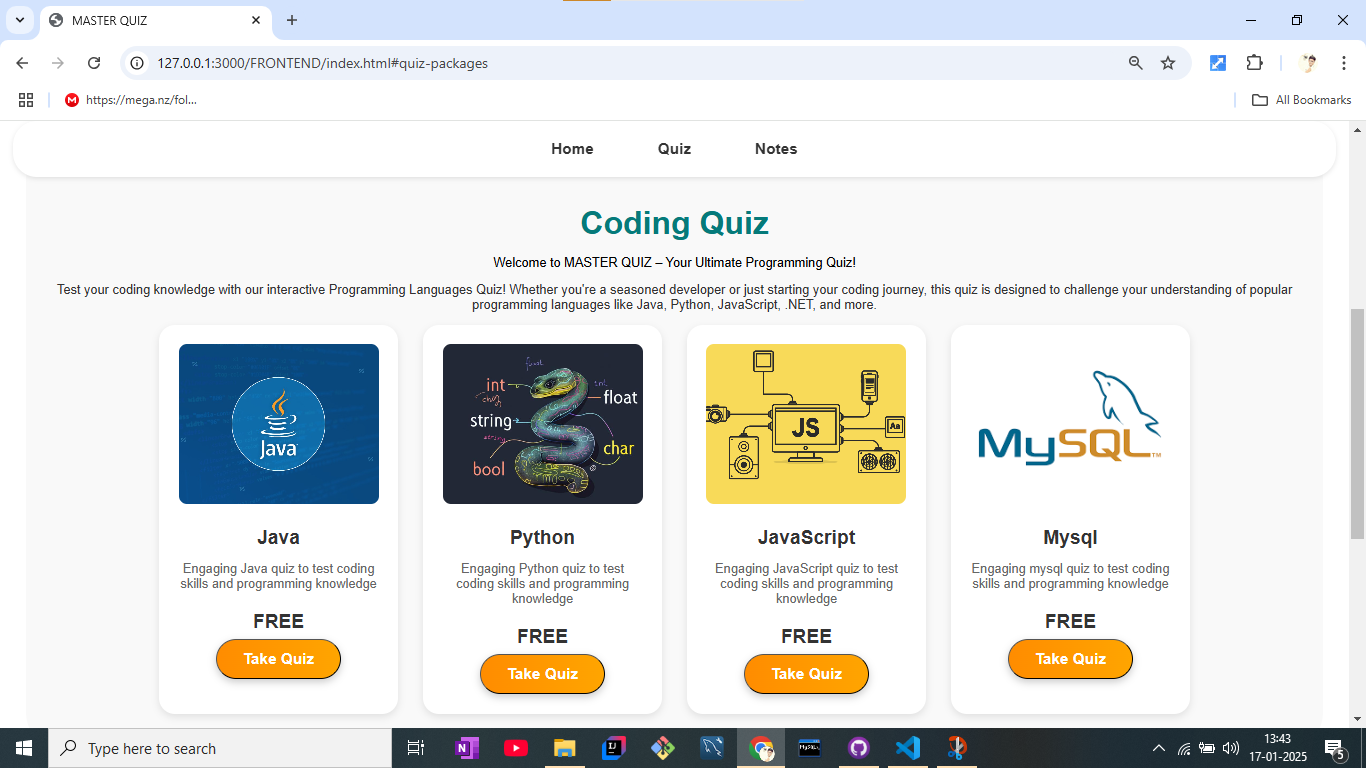 MASTER QUIZ
127.0.0.1:3000/FRONTEND/index.html#quiz-packages
https://mega.nz/fol...
All Bookmarks
Home Quiz Notes
Coding Quiz
Welcome to MASTER QUIZ – Your Ultimate Programming Quiz!
Test your coding knowledge with our interactive Programming Languages Quiz! Whether you're a seasoned developer or just starting your coding journey, this quiz is designed to challenge your understanding of popular
programming languages like Java, Python, JavaScript, .NET, and more.
Java
Java
Engaging Java quiz to test coding
skills and programming knowledge
FREE
Take Quiz
int
float
string
string
char
bool
Python
Engaging Python quiz to test
coding skills and programming
knowledge
FREE
Take Quiz
JS
Aa
JavaScript
Engaging JavaScript quiz to test
coding skills and programming
knowledge
FREE
Take Quiz
MySQL™
Mysql
Engaging mysql quiz to test coding
skills and programming knowledge
FREE
Take Quiz
Type here to search
13:43
17-01-2025
5